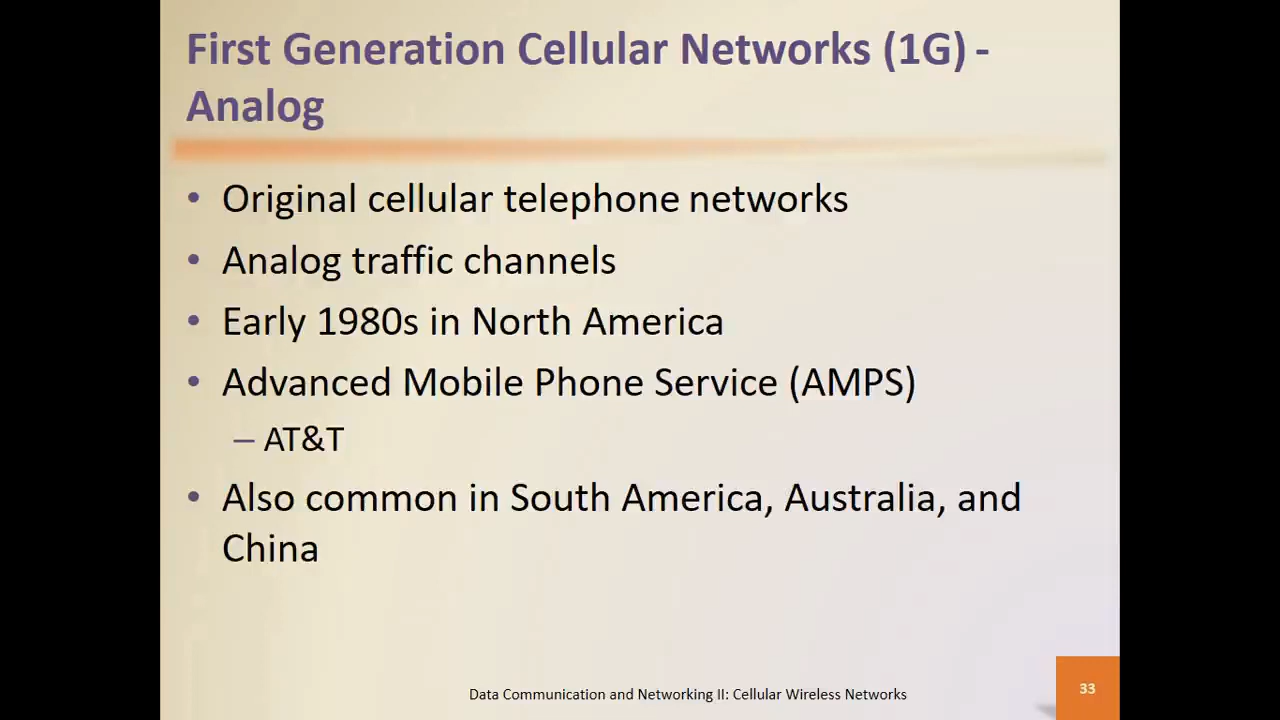 First Generation Cellular Networks (1G) -
Analog
• Original cellular telephone networks
• Analog traffic channels
• Early 1980s in North America
• Advanced Mobile Phone Service (AMPS)
– AT&T
• Also common in South America, Australia, and
China
Data Communication and Networking II: Cellular Wireless Networks
33